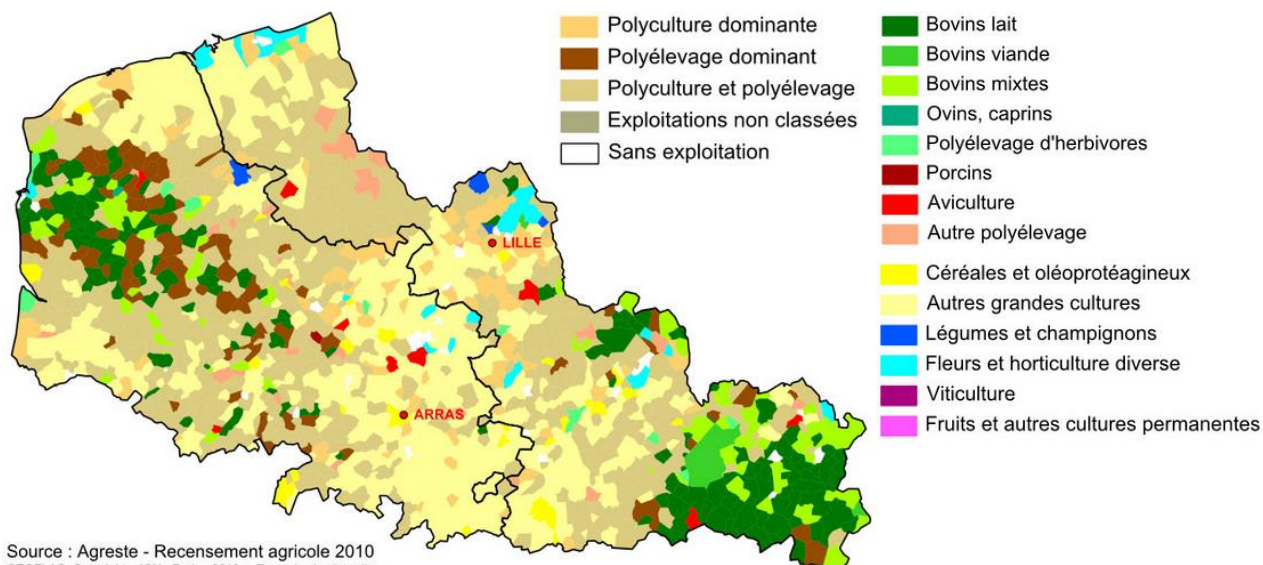 Polyculture dominante
Polyélevage dominant
Polyculture et polyélevage
Exploitations non classées
Sans exploitation
Bovins lait
Bovins viande
Bovins mixtes
Ovins, caprins
Polyélevage d'herbivores
Porcins
Aviculture
Autre polyélevage
Céréales et oléoprotéagineux
Autres grandes cultures
Légumes et champignons
Fleurs et horticulture diverse
Viticulture
Fruits et autres cultures permanentes
LILLE
ARRAS
Source : Agreste - Recensement agricole 2010